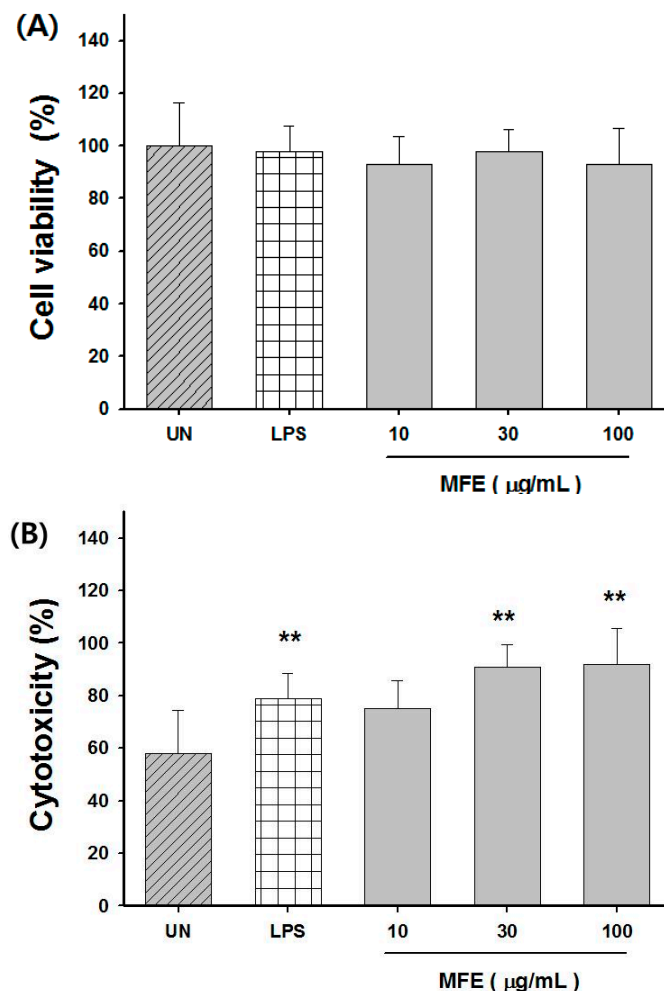 (A)
Cell viability (%)
140
120
100
80
60
40
20
0
UN LPS 10 30 100
MFE ( μg/mL )
(B)
Cytotoxicity (%)
140
120
100
80
60
40
20
0
** ** **
UN LPS 10 30 100
MFE ( μg/mL )